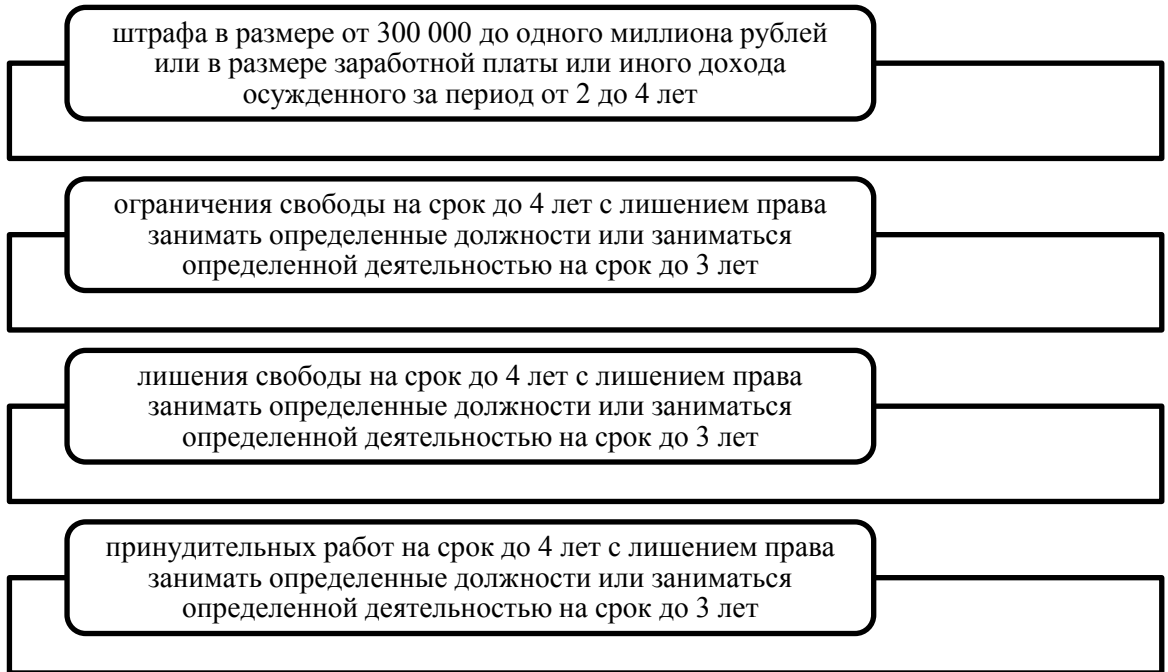 штрафа в размере от 300 000 до одного миллиона рублей
или в размере заработной платы или иного дохода
осужденного за период от 2 до 4 лет
ограничения свободы на срок до 4 лет с лишением права
занимать определенные должности или заниматься
определенной деятельностью на срок до 3 лет
лишения свободы на срок до 4 лет с лишением права
занимать определенные должности или заниматься
определенной деятельностью на срок до 3 лет
принудительных работ на срок до 4 лет с лишением права
занимать определенные должности или заниматься
определенной деятельностью на срок до 3 лет